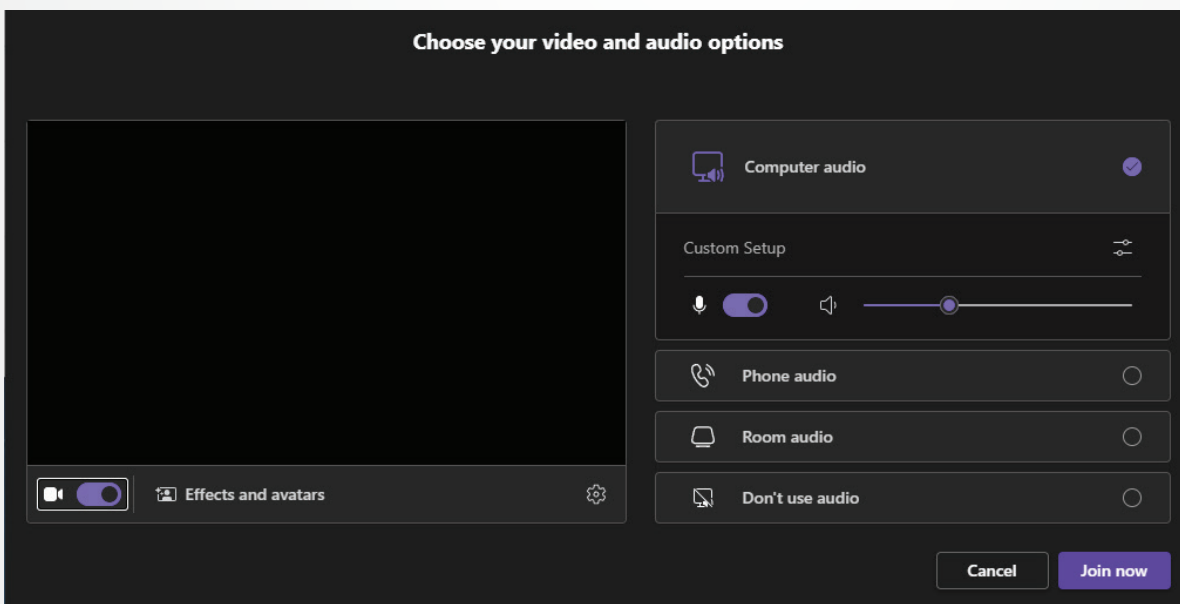 Choose your video and audio options
Computer audio
Custom Setup
Phone audio
Room audio
Effects and avatars
Don't use audio
Cancel
Join now